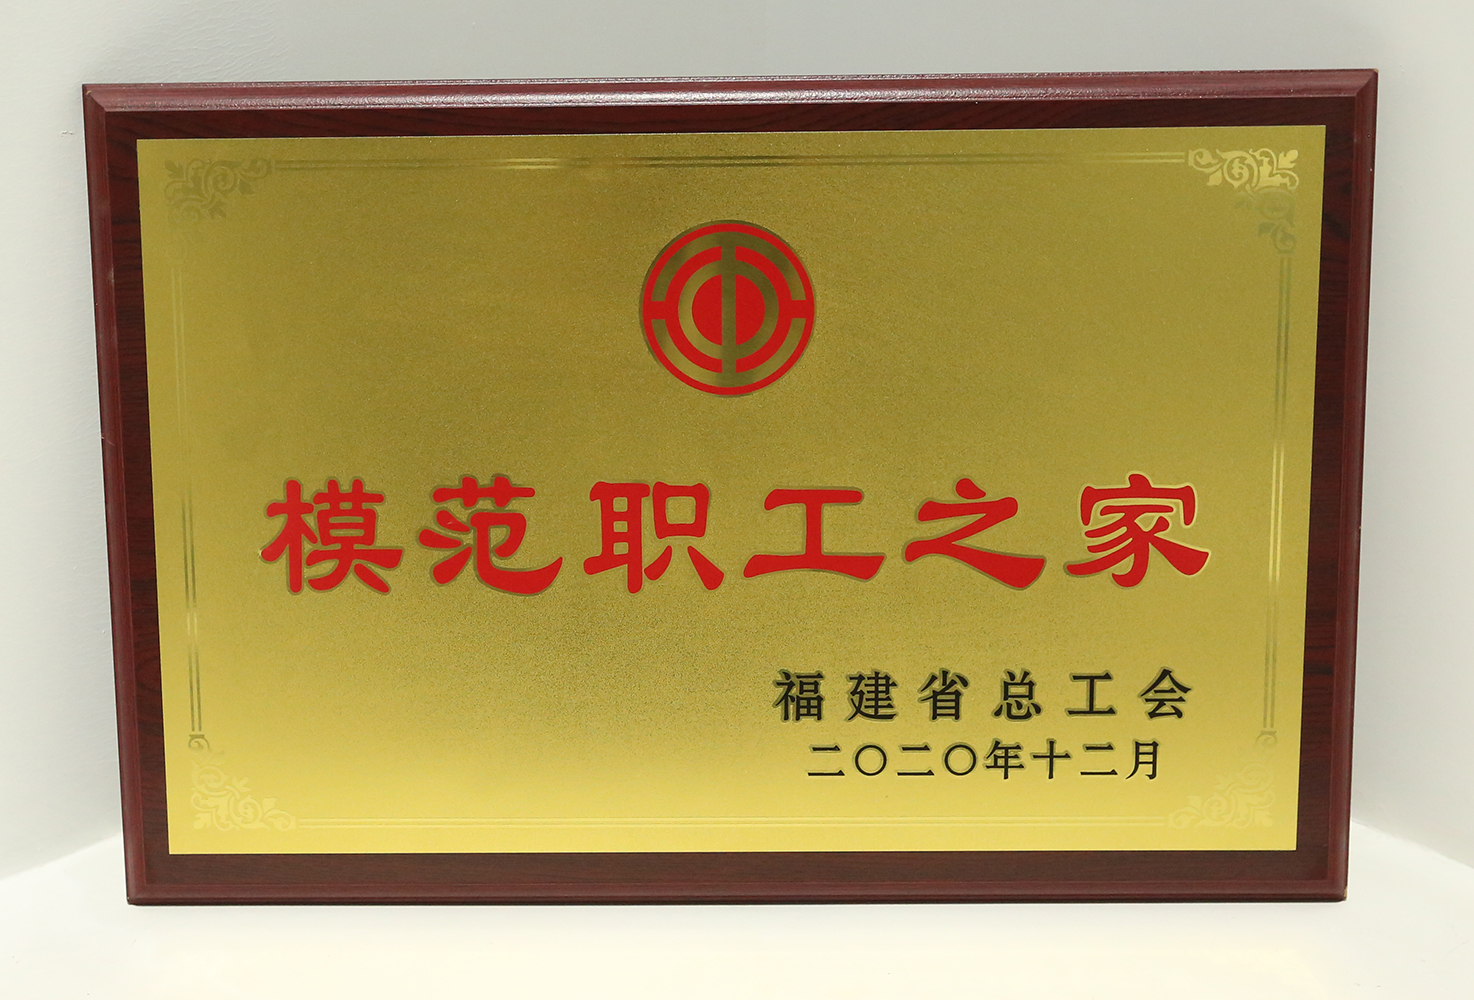 模范职工之家
福建省总工会
二〇二〇年十二月